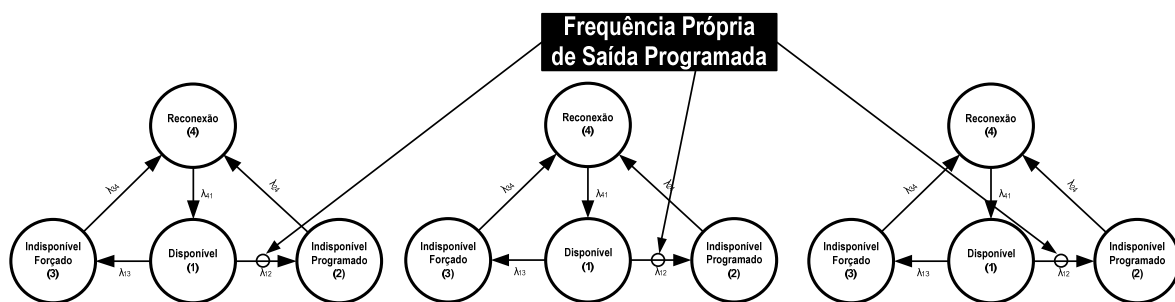 Frequência Própria
de Saída Programada
Reconexão
(4)
λ34
λ41
λ24
Indisponível
Forçado
(3)
λ13
Disponível
(1)
λ12
Indisponível
Programado
(2)
Reconexão
(4)
λ34
λ41
λ24
Indisponível
Forçado
(3)
λ13
Disponível
(1)
λ12
Indisponível
Programado
(2)
Reconexão
(4)
λ34
λ41
λ24
Indisponível
Forçado
(3)
λ13
Disponível
(1)
λ12
Indisponível
Programado
(2)